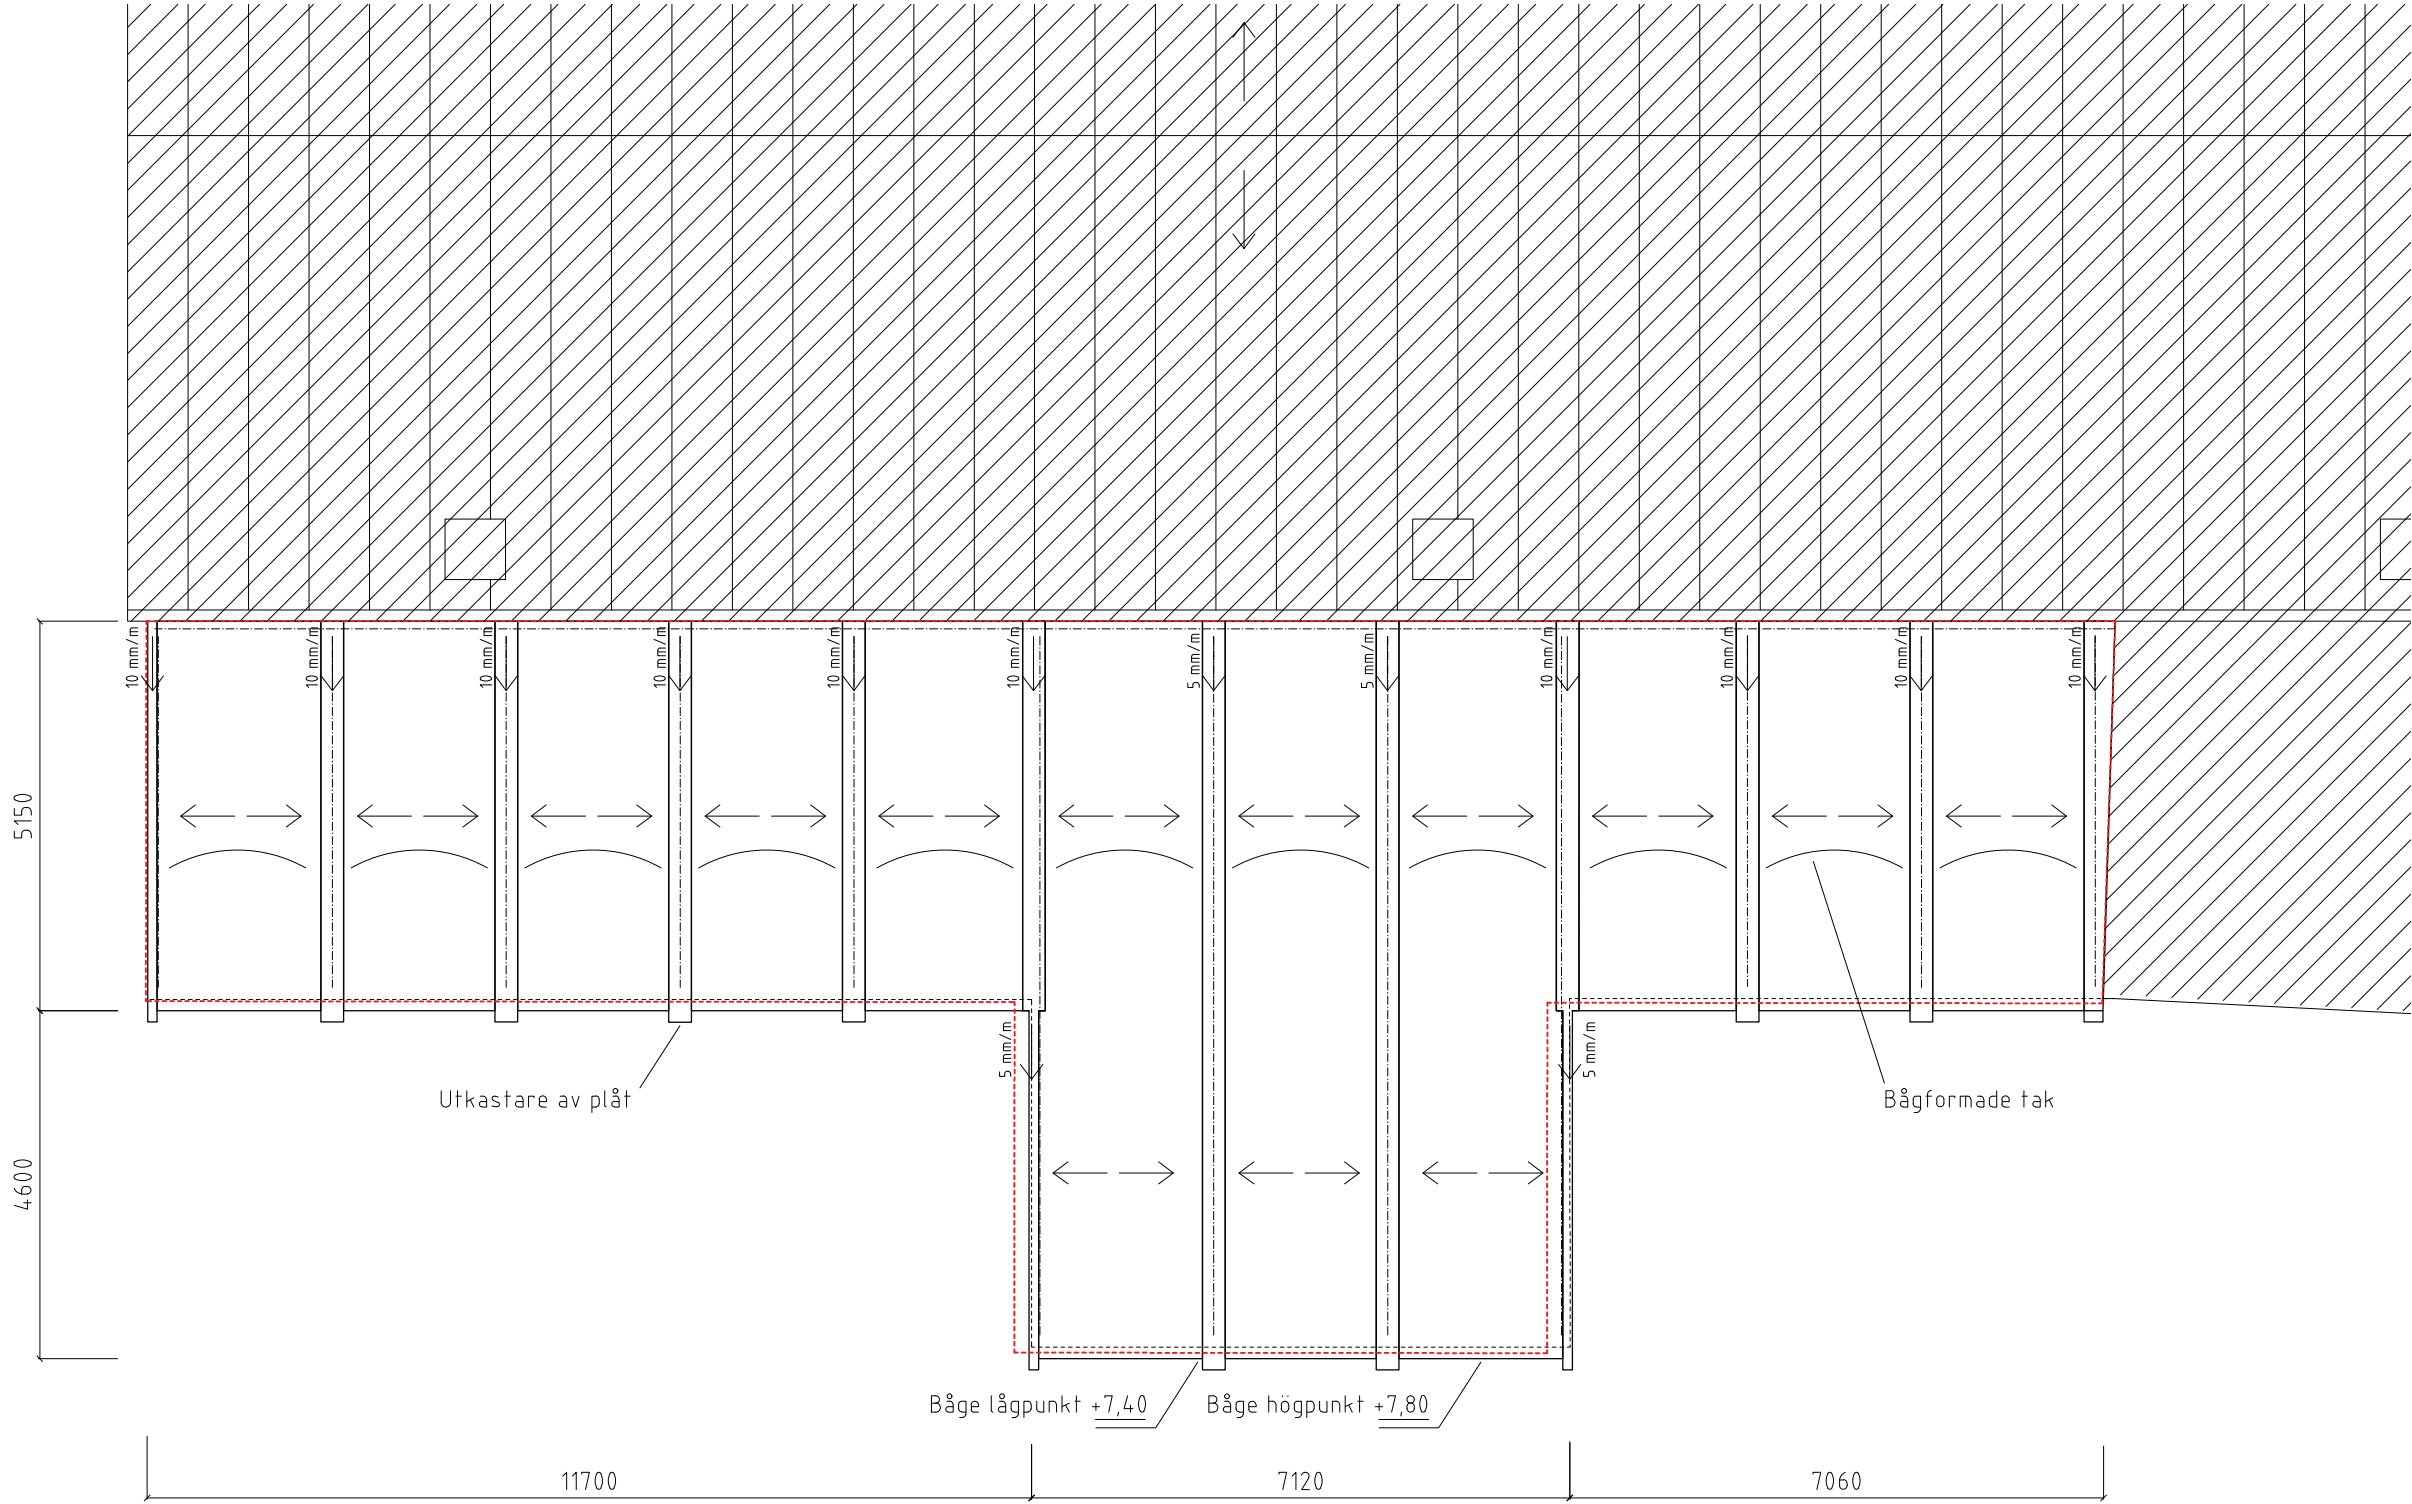 10 mm/m
10 mm/m
10 mm/m
10 mm/m
10 mm/m
10 mm/m
5 mm/m
5 mm/m
10 mm/m
10 mm/m
10 mm/m
10 mm/m
5150
5 mm/m
5 mm/m
Utkastare av plåt
Bågformade tak
4600
Båge lågpunkt +7,40
Båge högpunkt +7,80
11700
7120
7060